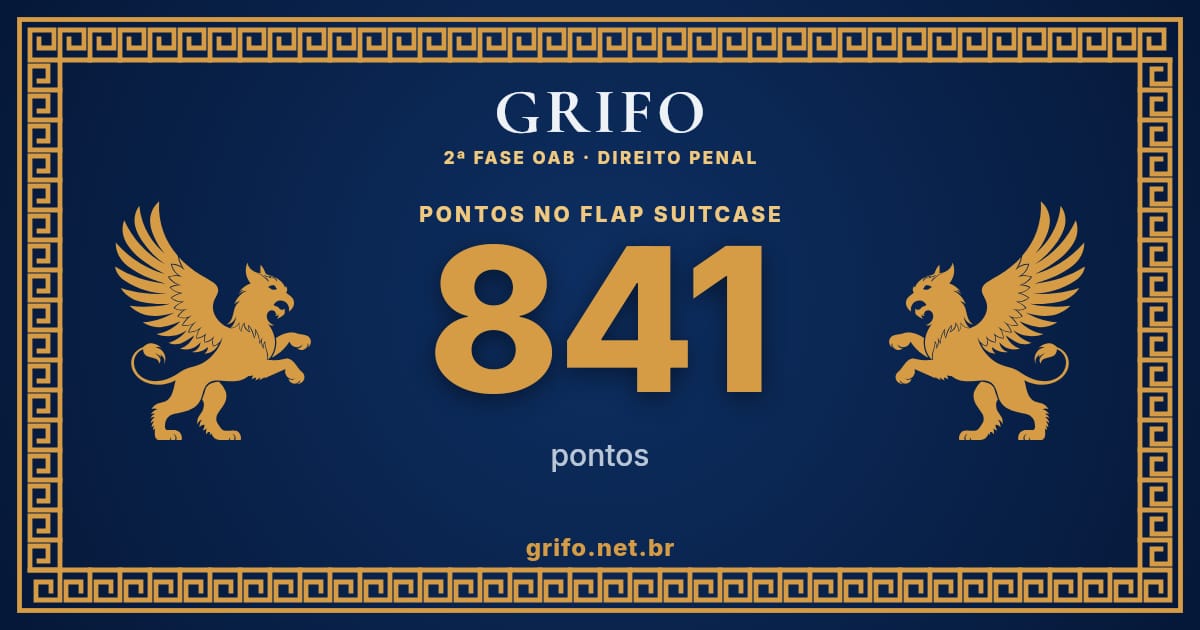 GRIFO
2ª FASE OAB · DIREITO PENAL
PONTOS NO FLAP SUITCASE
841
pontos
grifo.net.br